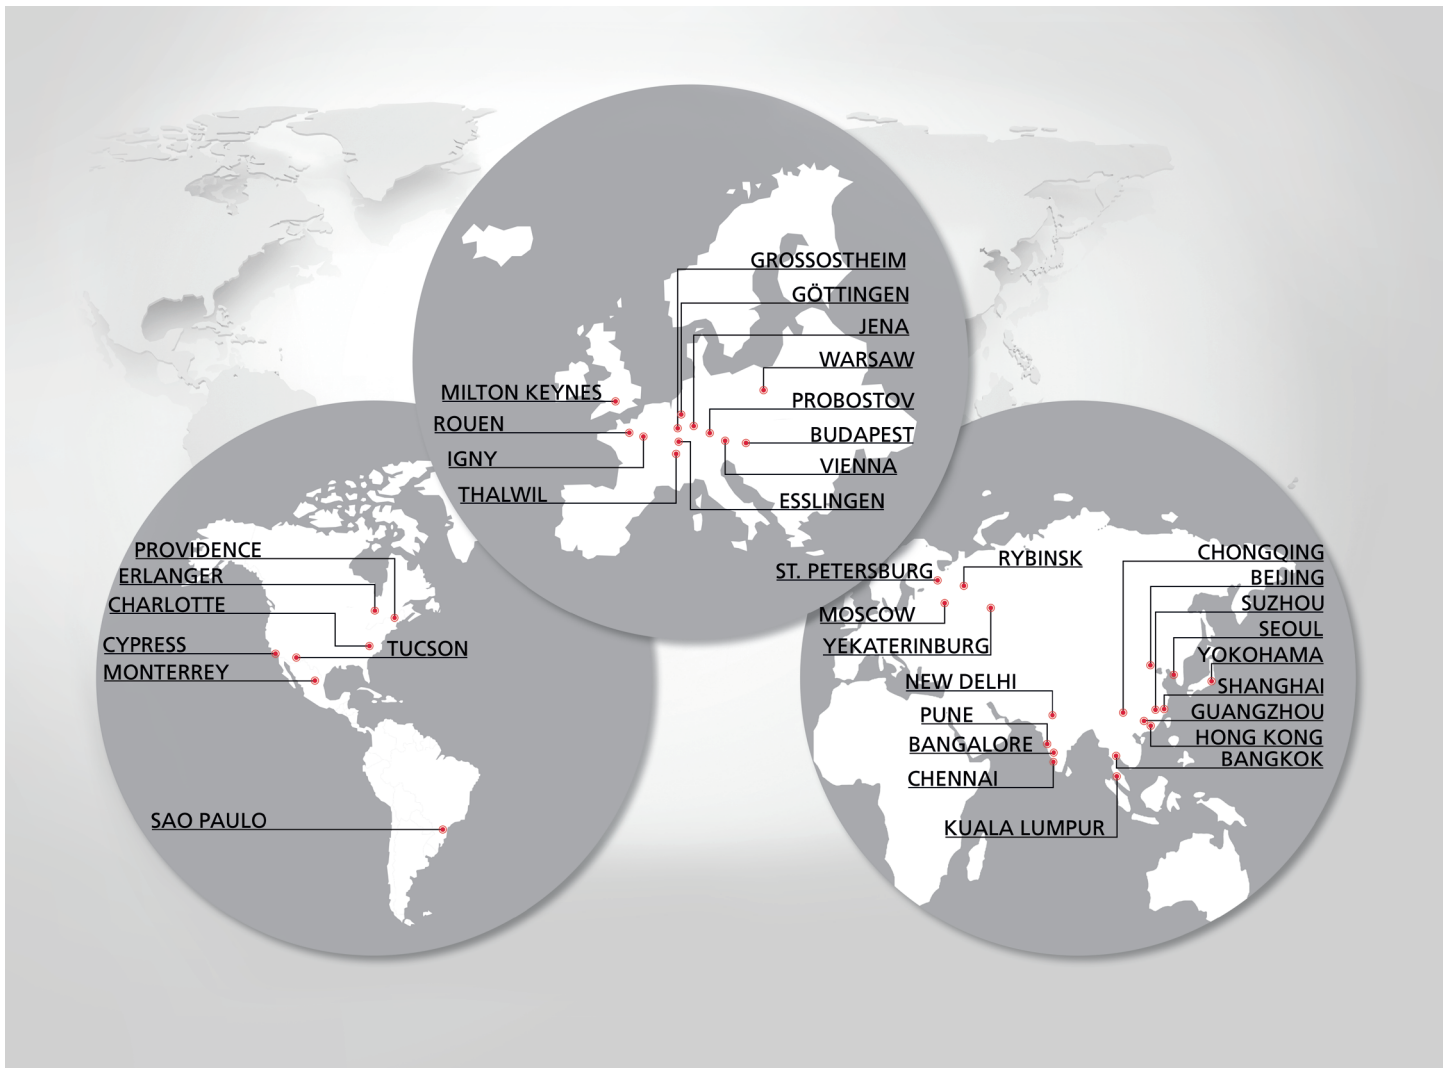 GROSSOSTHEIM
GÖTTINGEN
JENA
WARSAW
MILTON KEYNES
PROBOSTOV
ROUEN
BUDAPEST
IGNY
VIENNA
THALWIL
ESSLINGEN
PROVIDENCE
ERLANGER
CHARLOTTE
CYPRESS
TUCSON
MONTERREY
SAO PAULO
ST. PETERSBURG
RYBINSK
MOSCOW
YEKATERINBURG
NEW DELHI
PUNE
BANGALORE
CHENNAI
KUALA LUMPUR
CHONGQING
BEIJING
SUZHOU
SEOUL
YOKOHAMA
SHANGHAI
GUANGZHOU
HONG KONG
BANGKOK